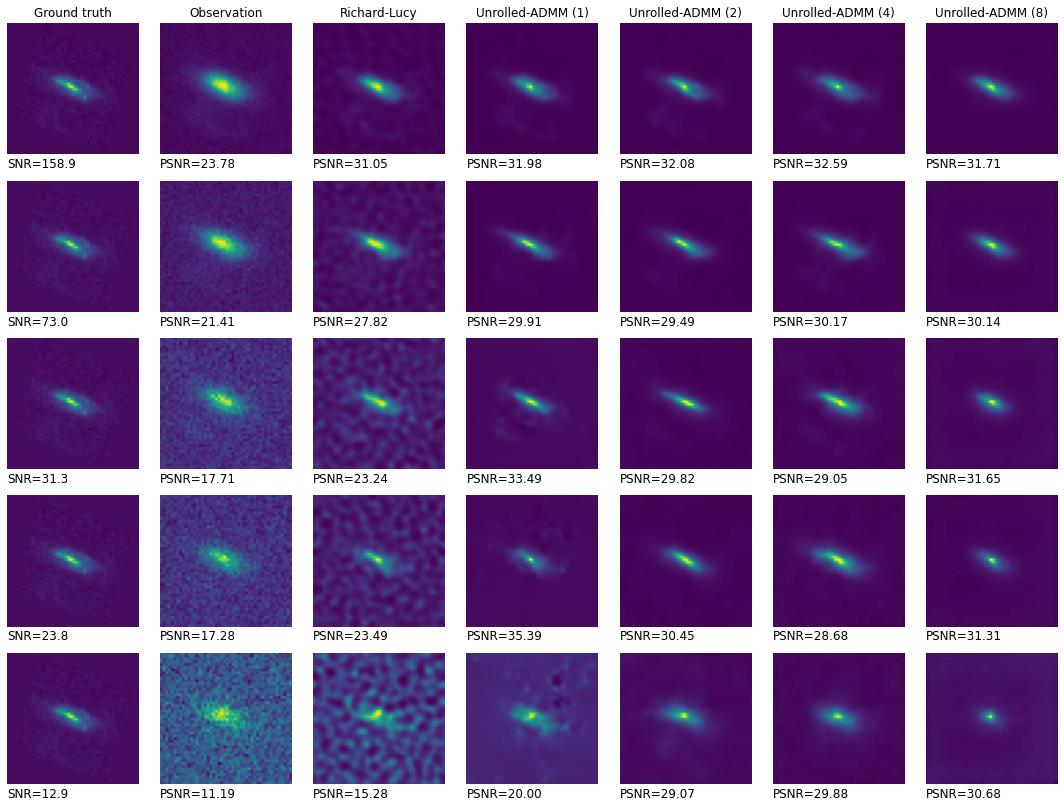 Ground truth Observation Richard-Lucy Unrolled-ADMM (1) Unrolled-ADMM (2) Unrolled-ADMM (4) Unrolled-ADMM (8)
SNR=158.9 PSNR=23.78 PSNR=31.05 PSNR=31.98 PSNR=32.08 PSNR=32.59 PSNR=31.71
SNR=73.0 PSNR=21.41 PSNR=27.82 PSNR=29.91 PSNR=29.49 PSNR=30.17 PSNR=30.14
SNR=31.3 PSNR=17.71 PSNR=23.24 PSNR=33.49 PSNR=29.82 PSNR=29.05 PSNR=31.65
SNR=23.8 PSNR=17.28 PSNR=23.49 PSNR=35.39 PSNR=30.45 PSNR=28.68 PSNR=31.31
SNR=12.9 PSNR=11.19 PSNR=15.28 PSNR=20.00 PSNR=29.07 PSNR=29.88 PSNR=30.68